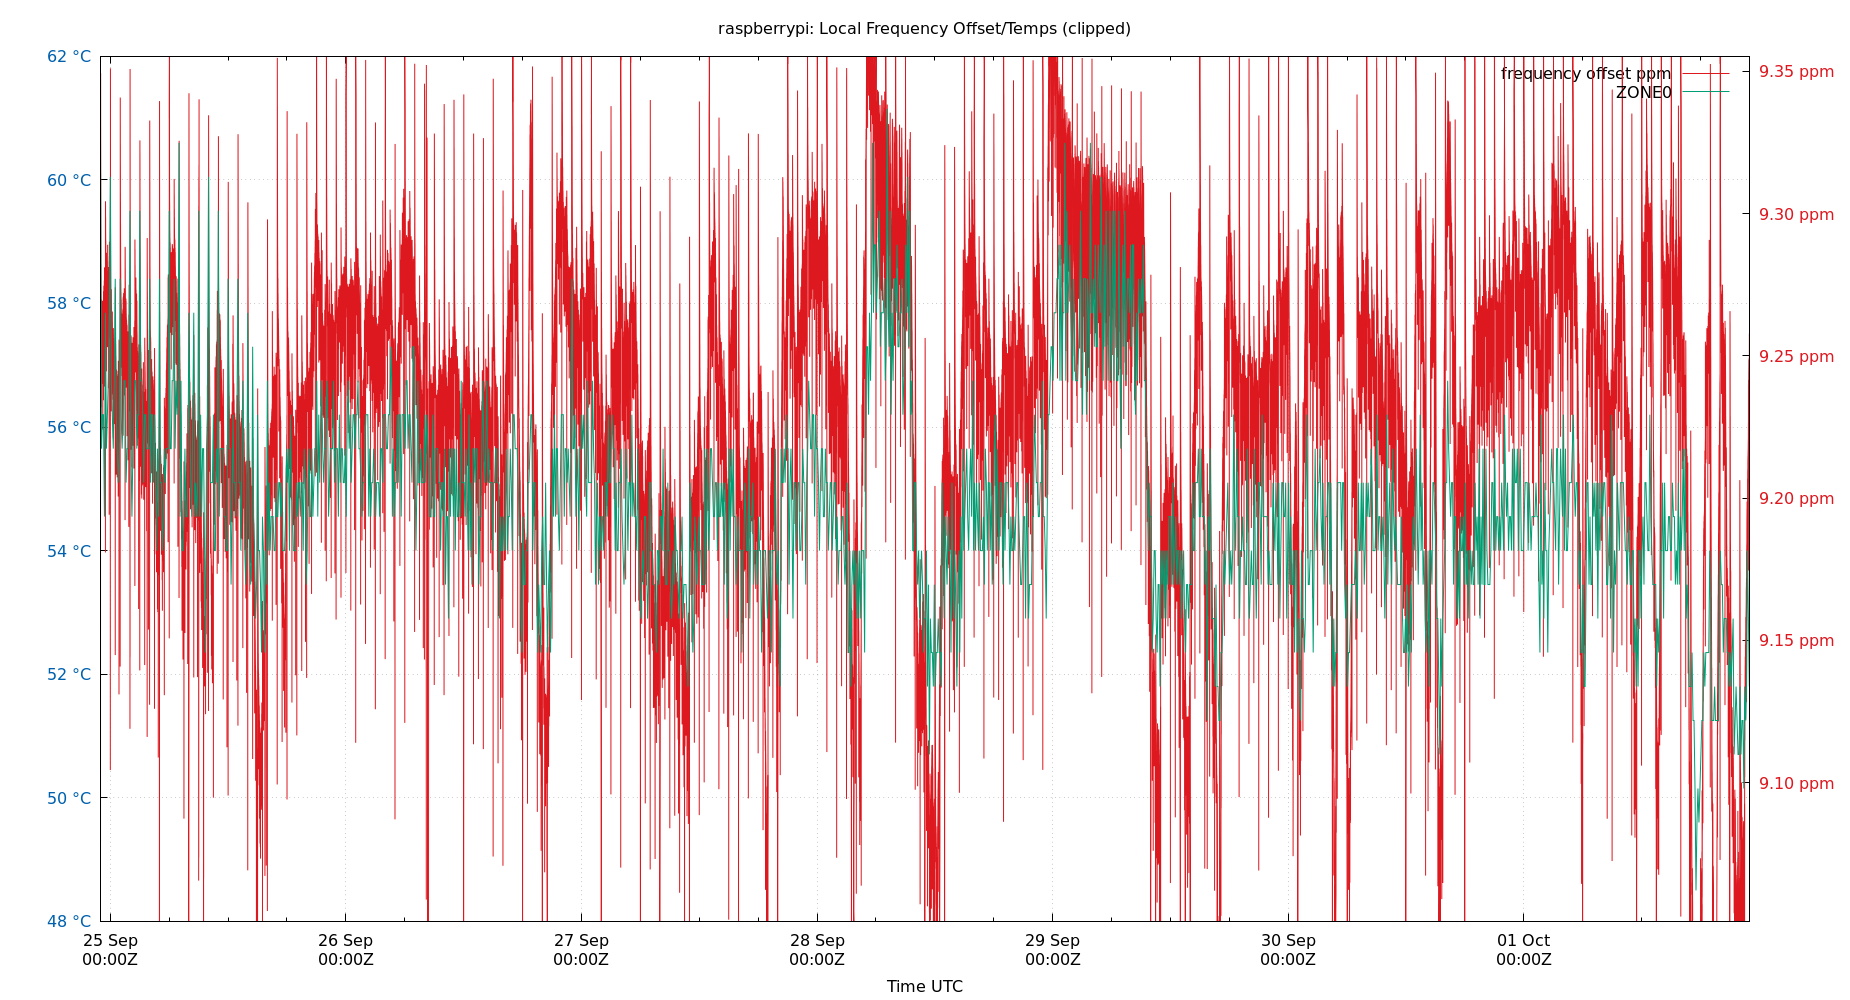 raspberrypi: Local Frequency Offset/Temps (clipped)
frequency offset ppm
ZONE0
62 °C
60 °C
58 °C
56 °C
54 °C
52 °C
50 °C
48 °C
9.35 ppm
9.30 ppm
9.25 ppm
9.20 ppm
9.15 ppm
9.10 ppm
25 Sep
00:00Z
26 Sep
00:00Z
27 Sep
00:00Z
28 Sep
00:00Z
29 Sep
00:00Z
30 Sep
00:00Z
01 Oct
00:00Z
Time UTC